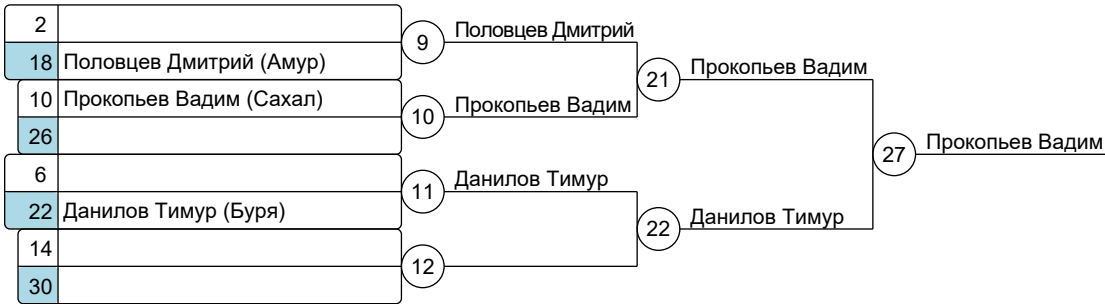 2
9
Половцев Дмитрий
18 Половцев Дмитрий (Амур)
21
Прокопьев Вадим
10 Прокопьев Вадим (Сахал)
10
Прокопьев Вадим
26
27
Прокопьев Вадим
6
11
Данилов Тимур
22 Данилов Тимур (Буря)
22
Данилов Тимур
14
12
30